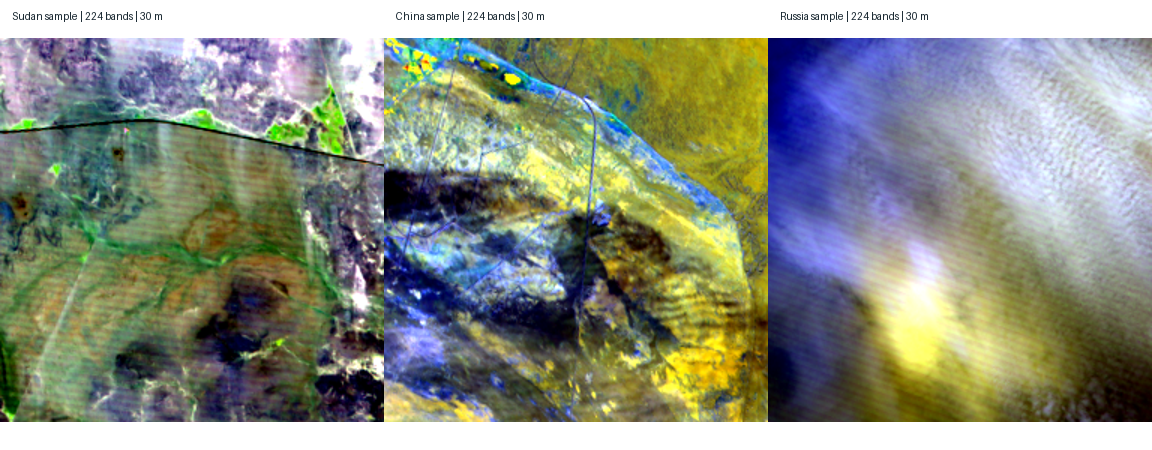 Sudan sample | 224 bands | 30 m
China sample | 224 bands | 30 m
Russia sample | 224 bands | 30 m